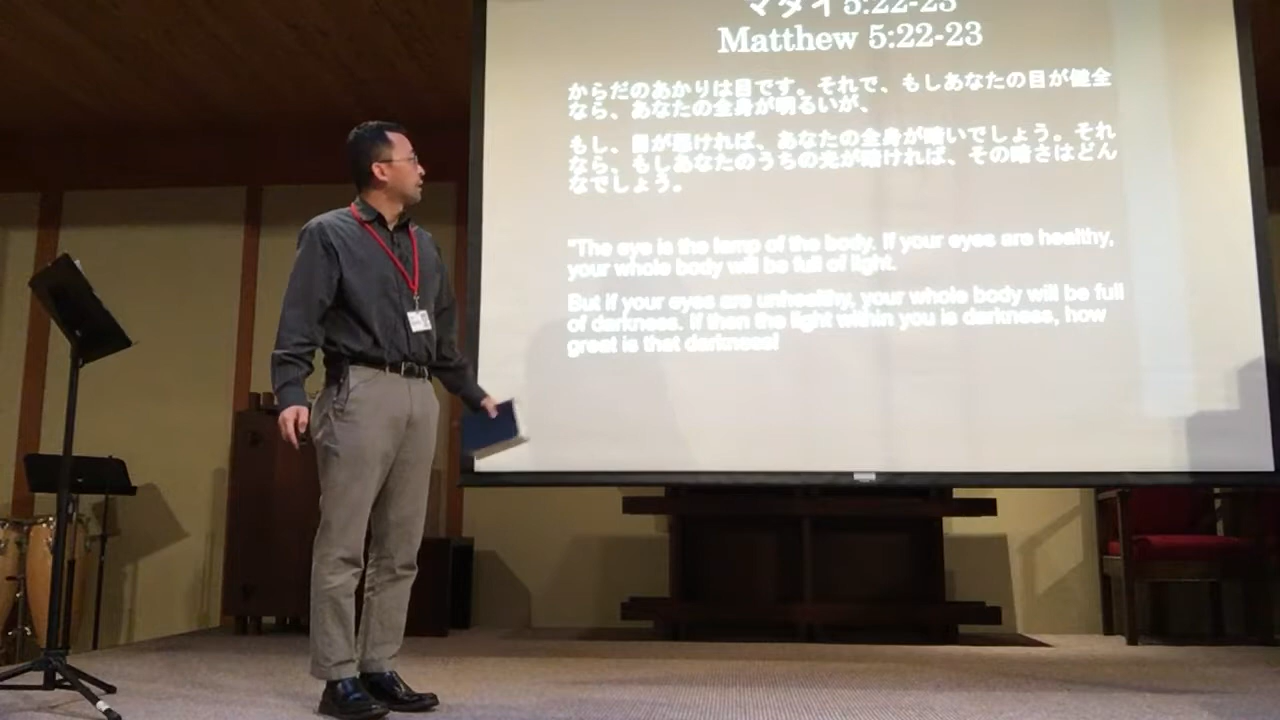 マタイ 5:22-23
Matthew 5:22-23
からだのあかりは目です。それで、もしあなたの目が健全
なら、あなたの全身が明るいが、
もし、目が悪ければ、あなたの全身が暗いでしょう。それ
なら、もしあなたのうちの光が暗ければ、その暗さはどん
なでしょう。
"The eye is the lamp of the body. If your eyes are healthy,
your whole body will be full of light.
But if your eyes are unhealthy, your whole body will be full
of darkness. If then the light within you is darkness, how
great is that darkness!